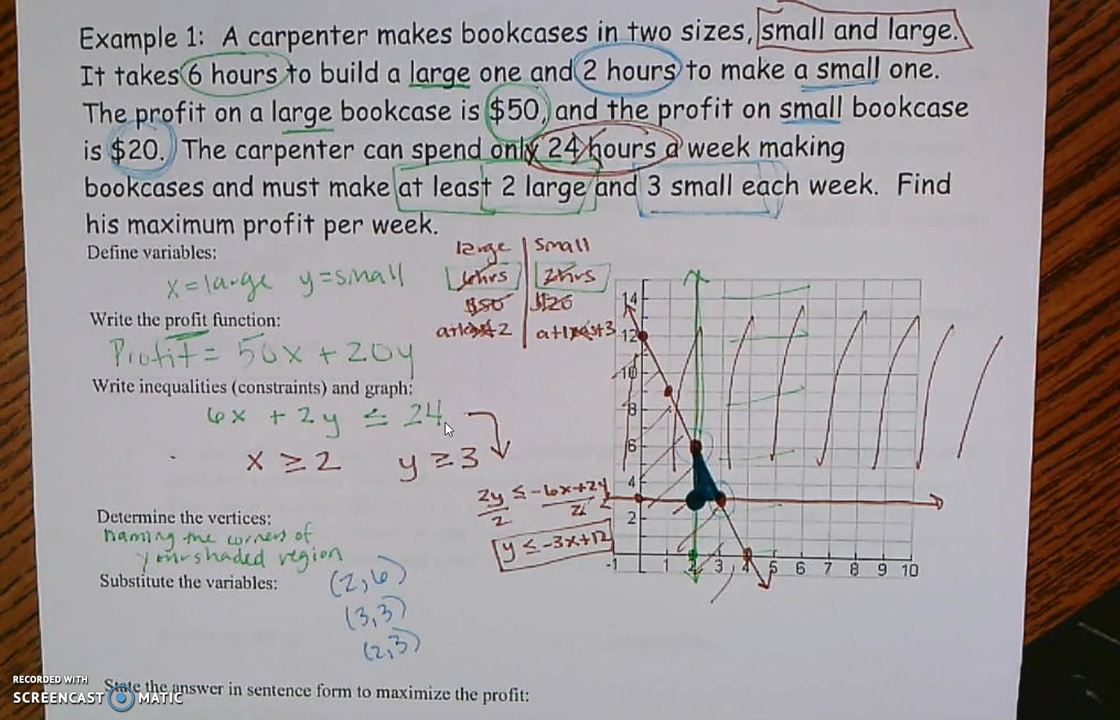 Example 1: A carpenter makes bookcases in two sizes, small and large.
It takes 6 hours to build a large one and 2 hours to make a small one.
The profit on a large bookcase is $50, and the profit on small bookcase
is $20. The carpenter can spend only 24 hours a week making
bookcases and must make at least 2 large and 3 small each week. Find
his maximum profit per week.
Define variables:
x=large y=small
large small
6hrs 2hrs
$50 $20
at least 2 at least 3
Write the profit function:
Profit = 50x + 20y
Write inequalities (constraints) and graph:
6x + 2y ≤ 24
x ≥ 2 y ≥ 3
2y ≤ -6x+24
2 2
y ≤ -3x+12
14
12
10
8
6
4
2
-1 1 2 3 4 5 6 7 8 9 10
Determine the vertices:
naming the corners of
your shaded region
Substitute the variables:
(2,6)
(3,3)
(2,3)
State the answer in sentence form to maximize the profit:
RECORDED WITH
SCREENCAST MATIC